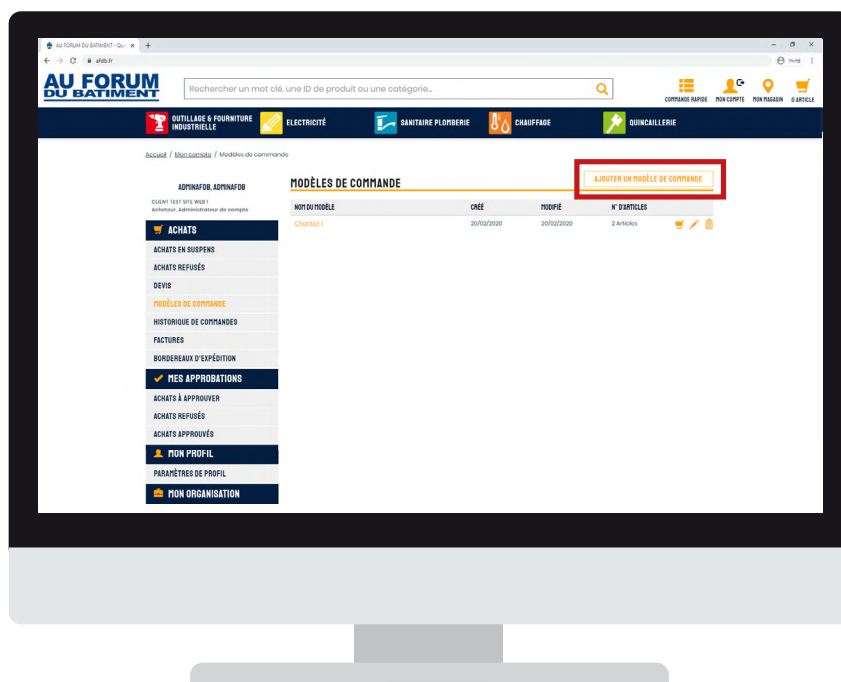 AU FORUM DU BATIMENT - Qui
afdb.fr
Invité
AU FORUM
DU BATIMENT
Rechercher un mot clé, une ID de produit ou une catégorie...
COMMANDE RAPIDE
MON COMPTE
MON MAGASIN
0 ARTICLE
OUTILLAGE & FOURNITURE
INDUSTRIELLE
ELECTRICITÉ
SANITAIRE PLOMBERIE
CHAUFFAGE
QUINCAILLERIE
Accueil / Mon compte / Modèles de commande
ADMINAFDB, ADMINAFDB
CLIENT TEST SITE WEB 1
Acheteur, Administrateur de compte
ACHATS
ACHATS EN SUSPENS
ACHATS REFUSÉS
DEVIS
MODÈLES DE COMMANDE
HISTORIQUE DE COMMANDES
FACTURES
BORDEREAUX D'EXPÉDITION
MES APPROBATIONS
ACHATS À APPROUVER
ACHATS REFUSÉS
ACHATS APPROUVÉS
MON PROFIL
PARAMÈTRES DE PROFIL
MON ORGANISATION
MODÈLES DE COMMANDE
AJOUTER UN MODÈLE DE COMMANDE
NOM DU MODÈLE CRÉÉ MODIFIÉ N° D'ARTICLES
Chantier 1 20/02/2020 20/02/2020 2 Articles